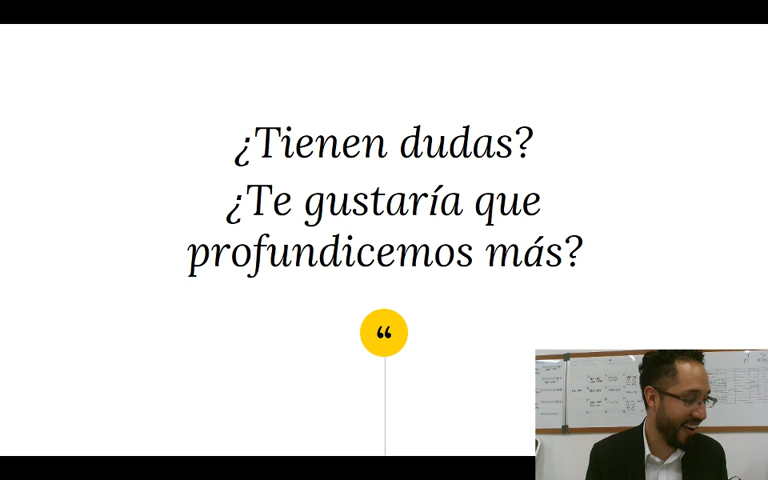 ¿Tienen dudas?
¿Te gustaría que
profundicemos más?
“